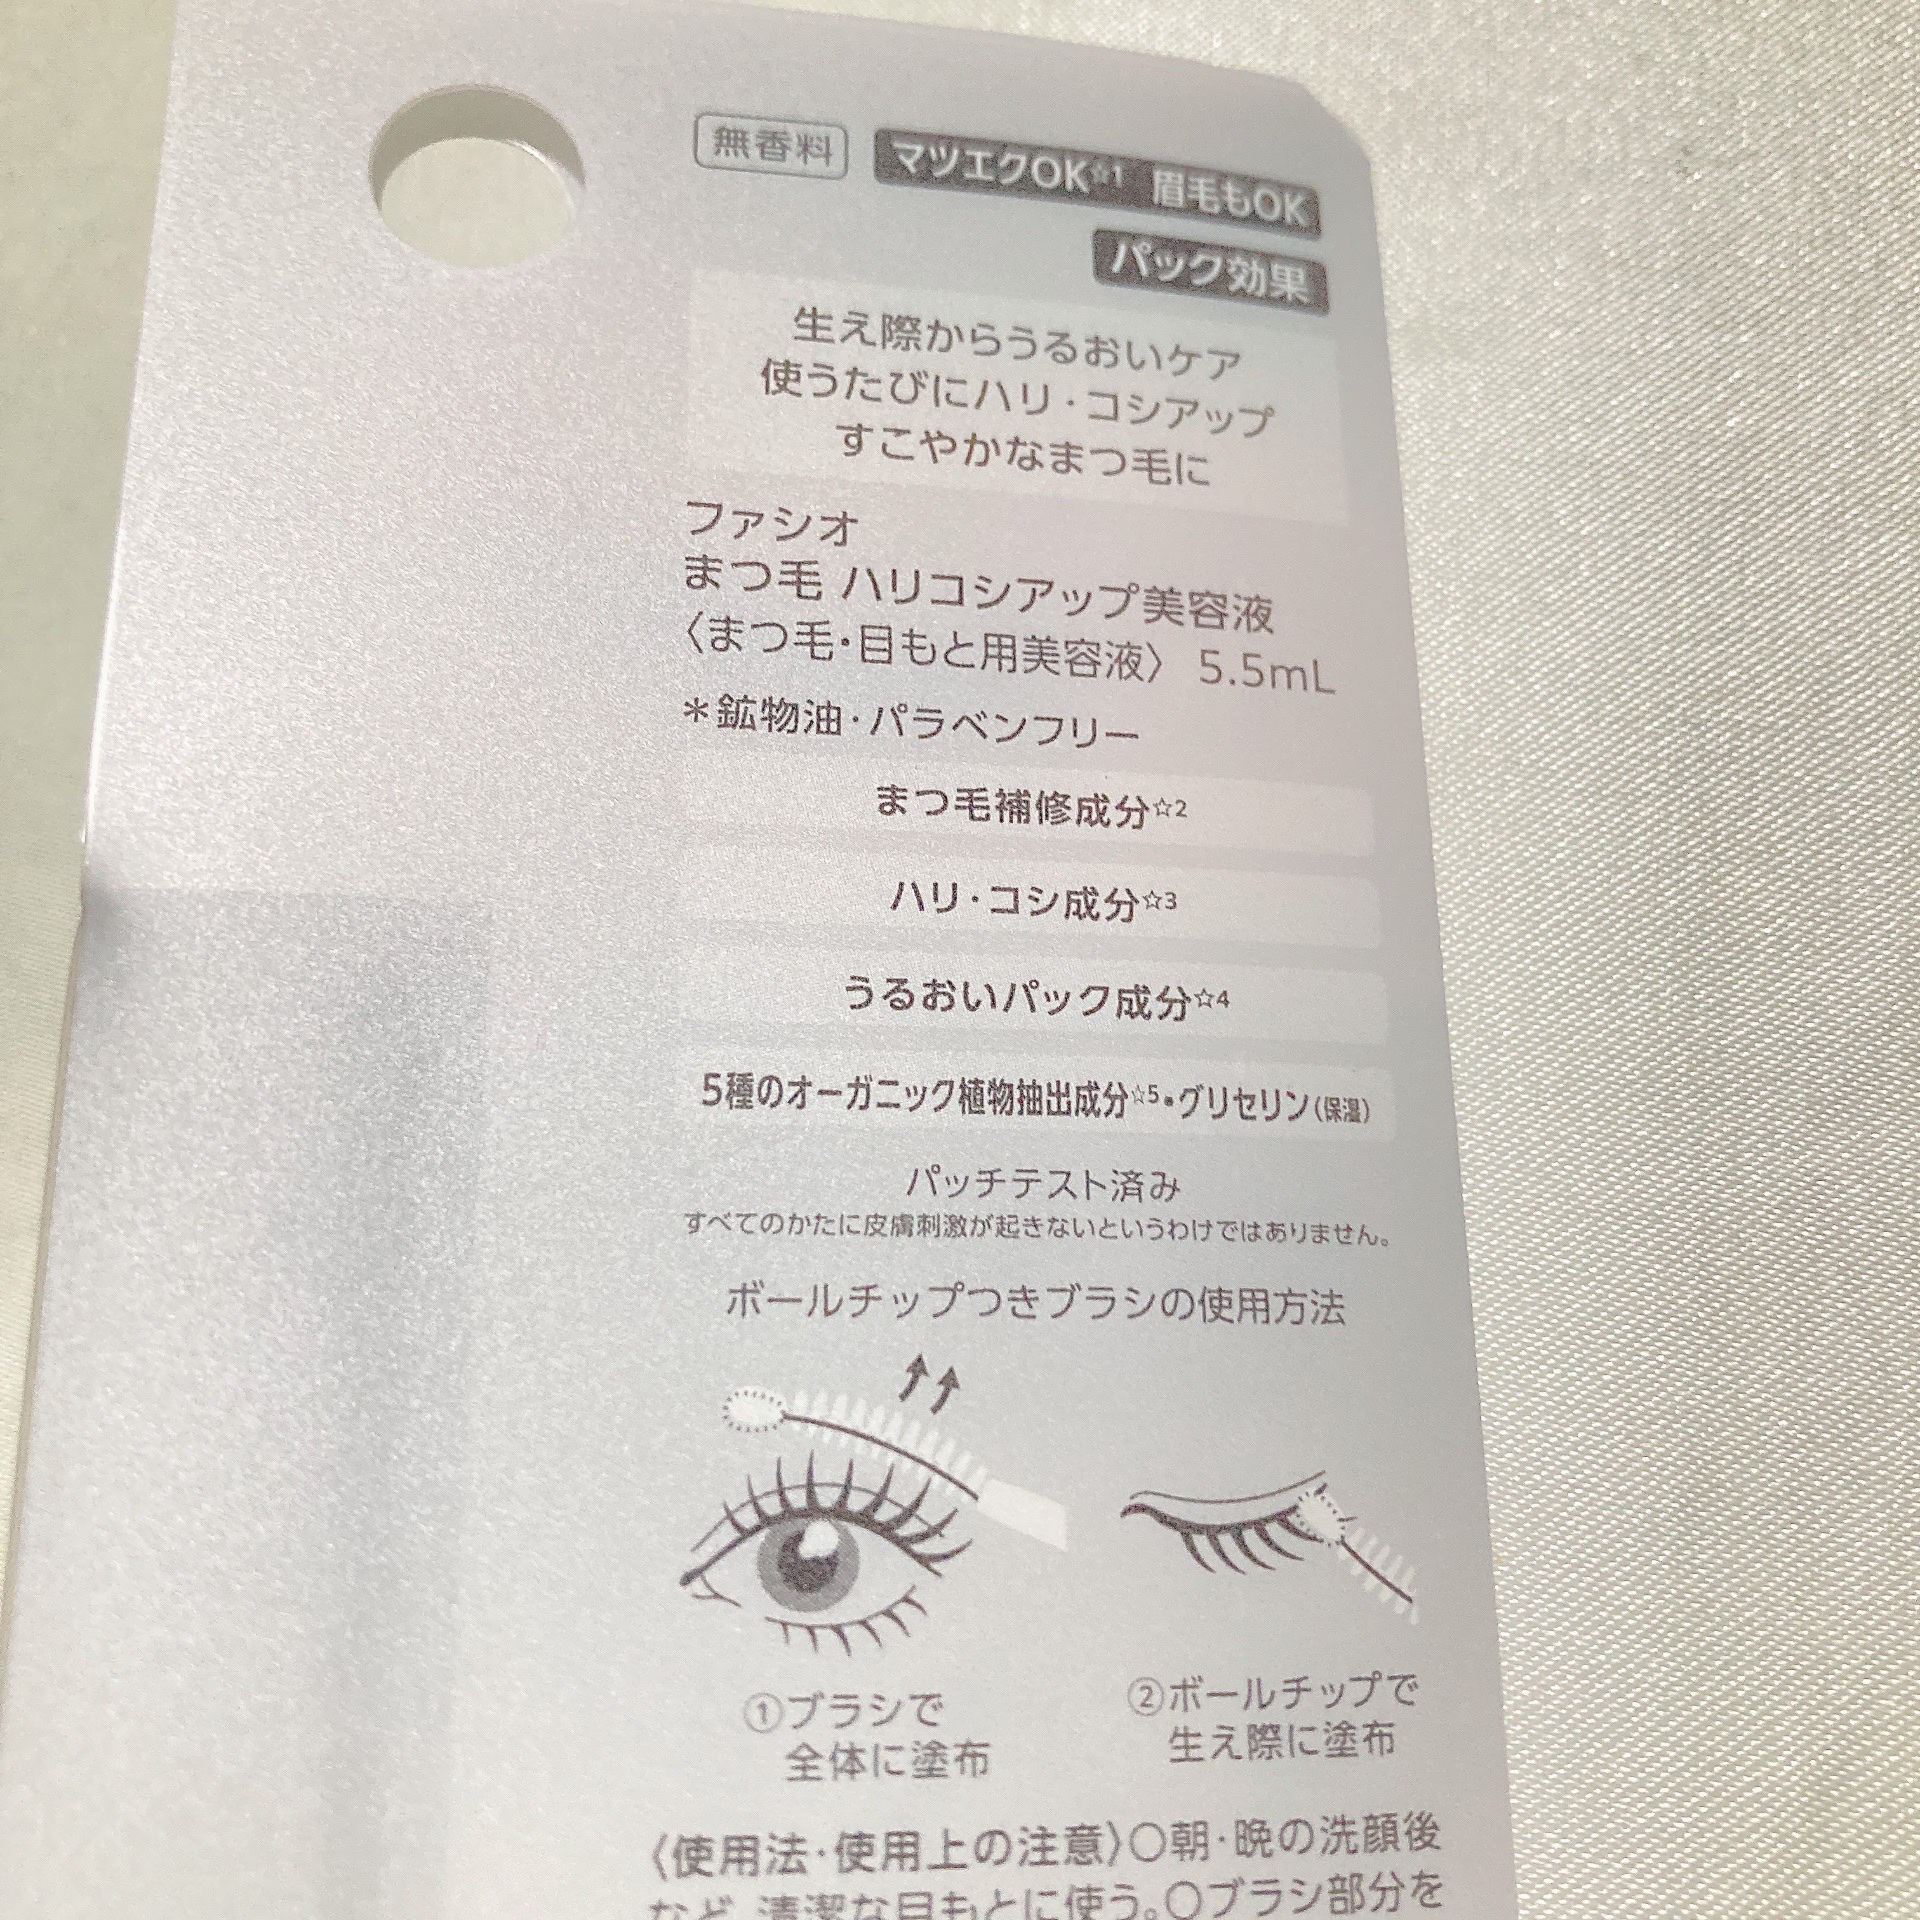 無香料 マツエクOK☆1 眉毛もOK
パック効果
生え際からうるおいケア
使うたびにハリ・コシアップ
すこやかなまつ毛に
ファシオ
まつ毛 ハリコシアップ美容液
〈まつ毛・目もと用美容液〉 5.5mL
＊鉱物油・パラベンフリー
まつ毛補修成分☆2
ハリ・コシ成分☆3
うるおいパック成分☆4
5種のオーガニック植物抽出成分☆5・グリセリン（保湿）
パッチテスト済み
すべてのかたに皮膚刺激が起きないというわけではありません。
ボールチップつきブラシの使用方法
①ブラシで
全体に塗布
②ボールチップで
生え際に塗布
〈使用法・使用上の注意〉○朝・晩の洗顔後
など、清潔な目もとに使う。○ブラシ部分を